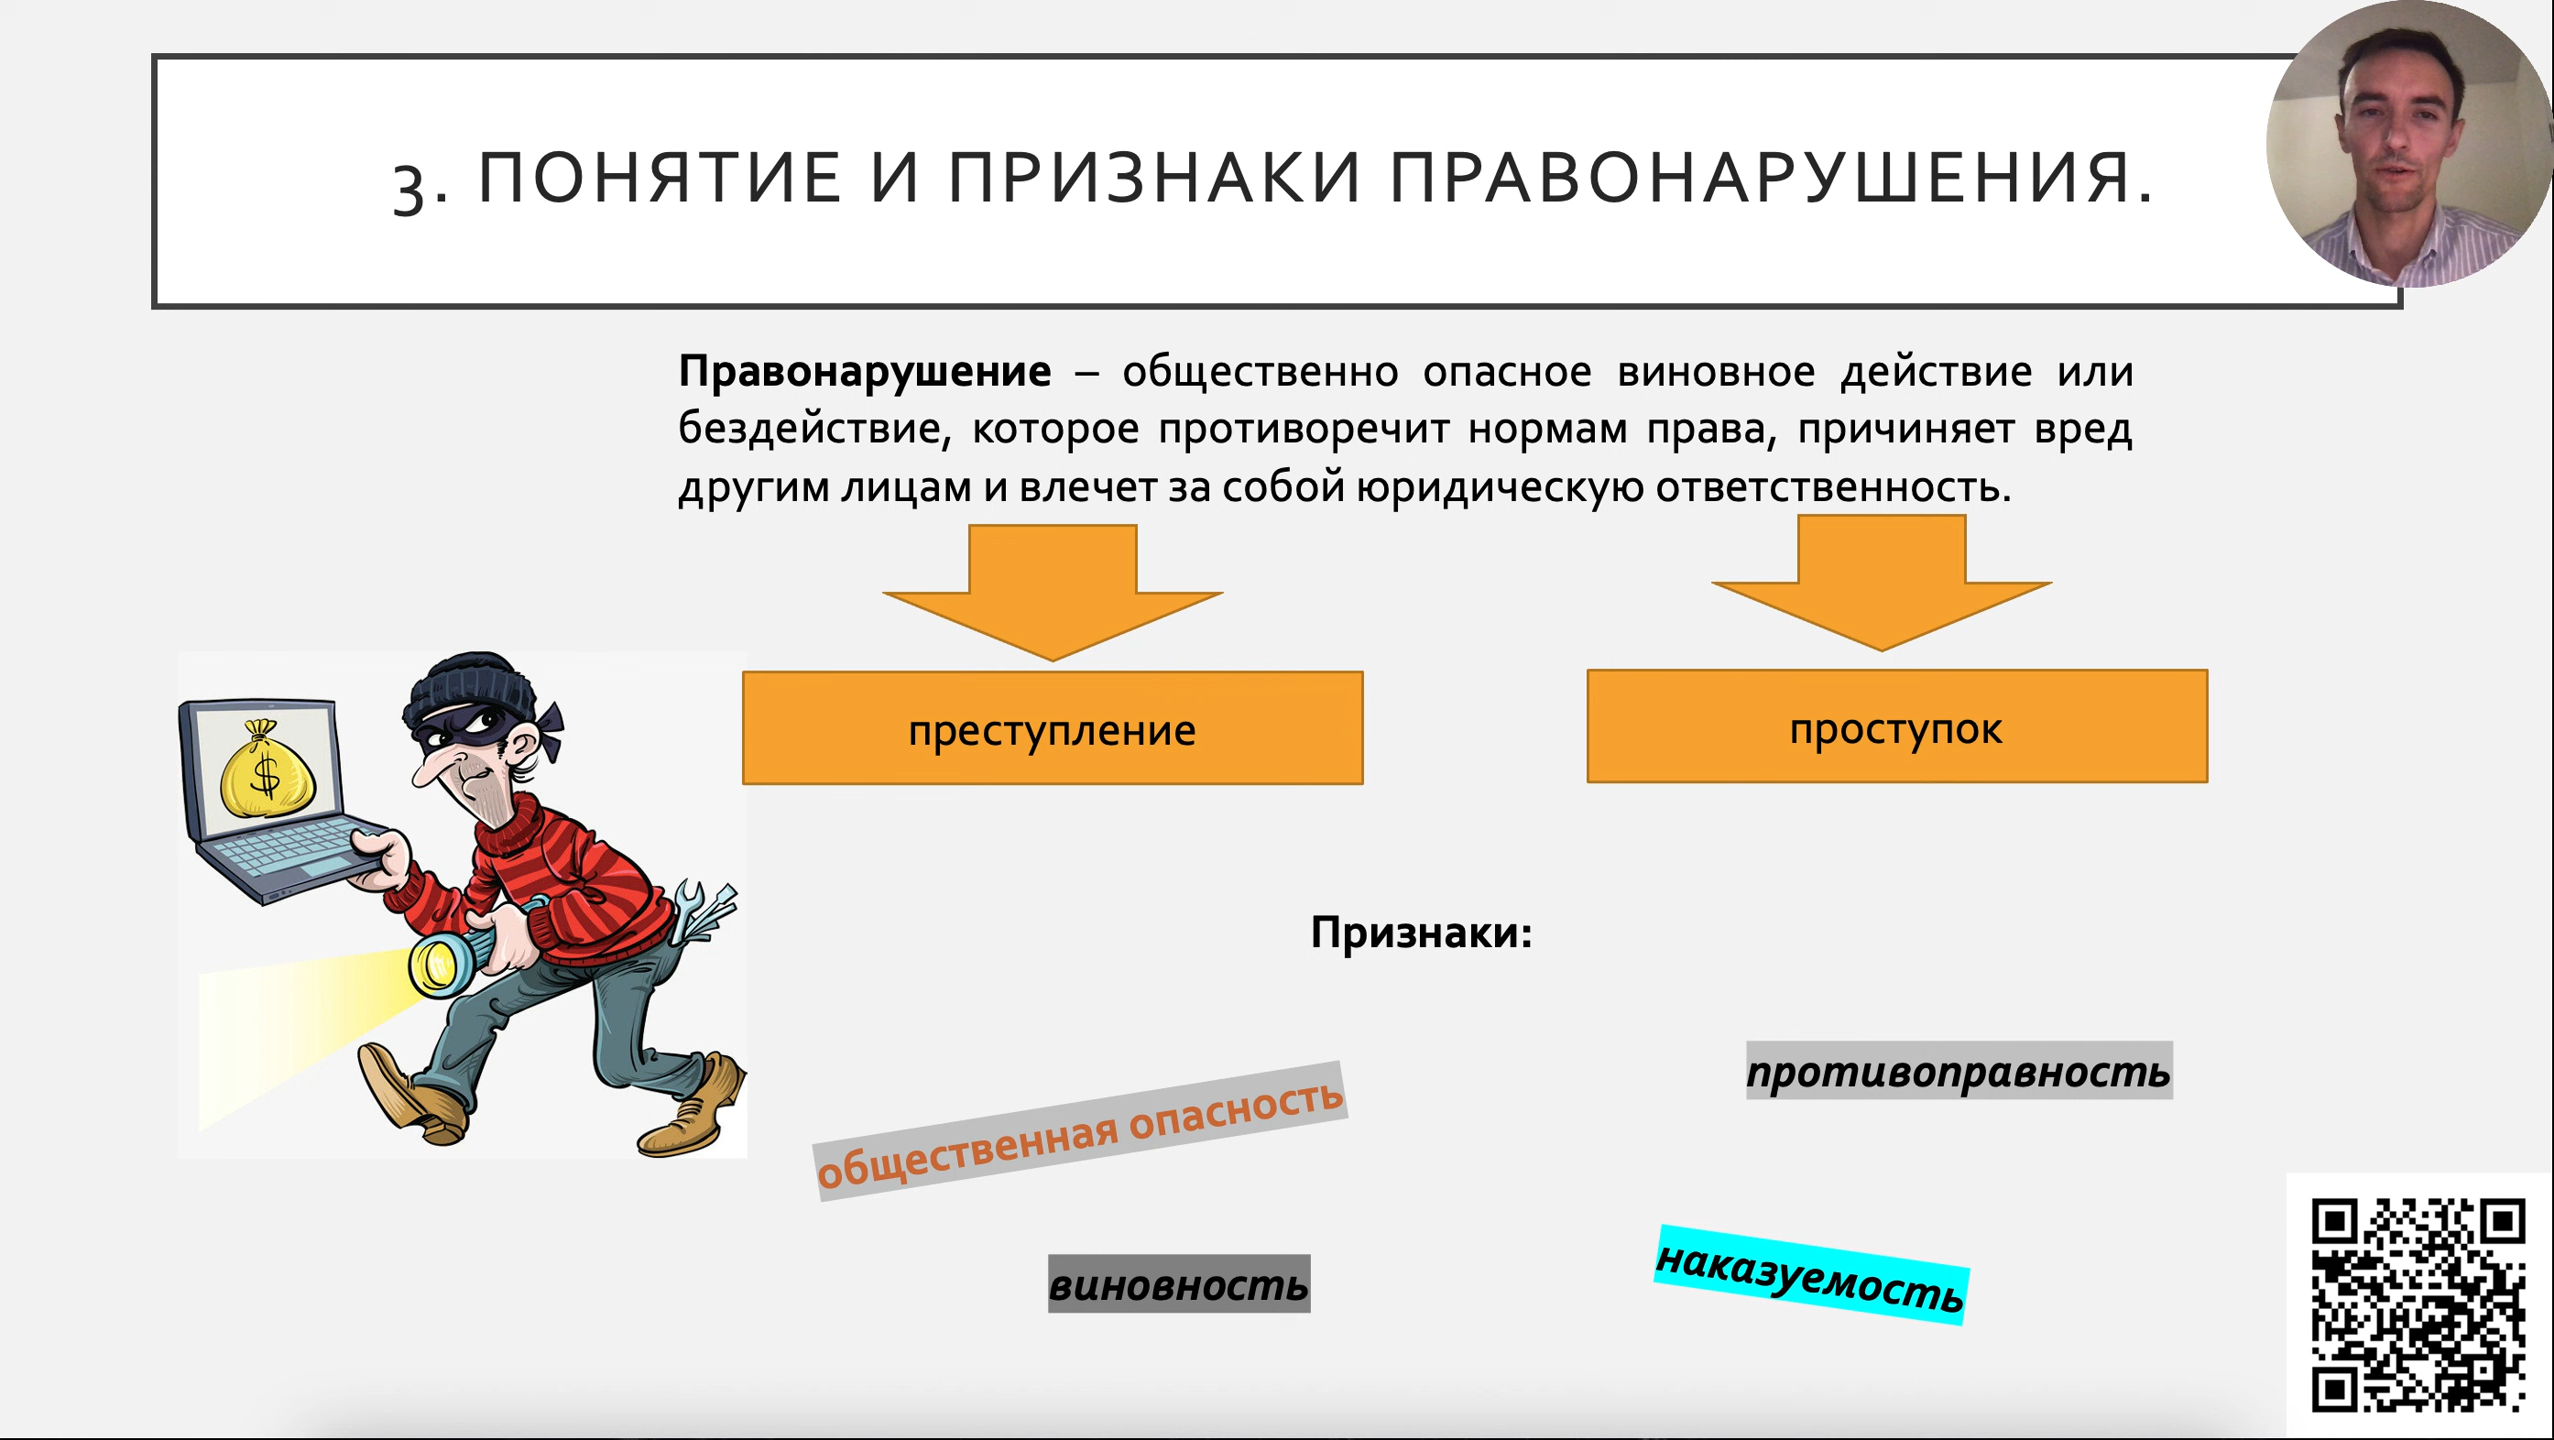 3. ПОНЯТИЕ И ПРИЗНАКИ ПРАВОНАРУШЕНИЯ.
Правонарушение – общественно опасное виновное действие или
бездействие, которое противоречит нормам права, причиняет вред
другим лицам и влечет за собой юридическую ответственность.
преступление
проступок
$
Признаки:
противоправность
общественная опасность
виновность
наказуемость